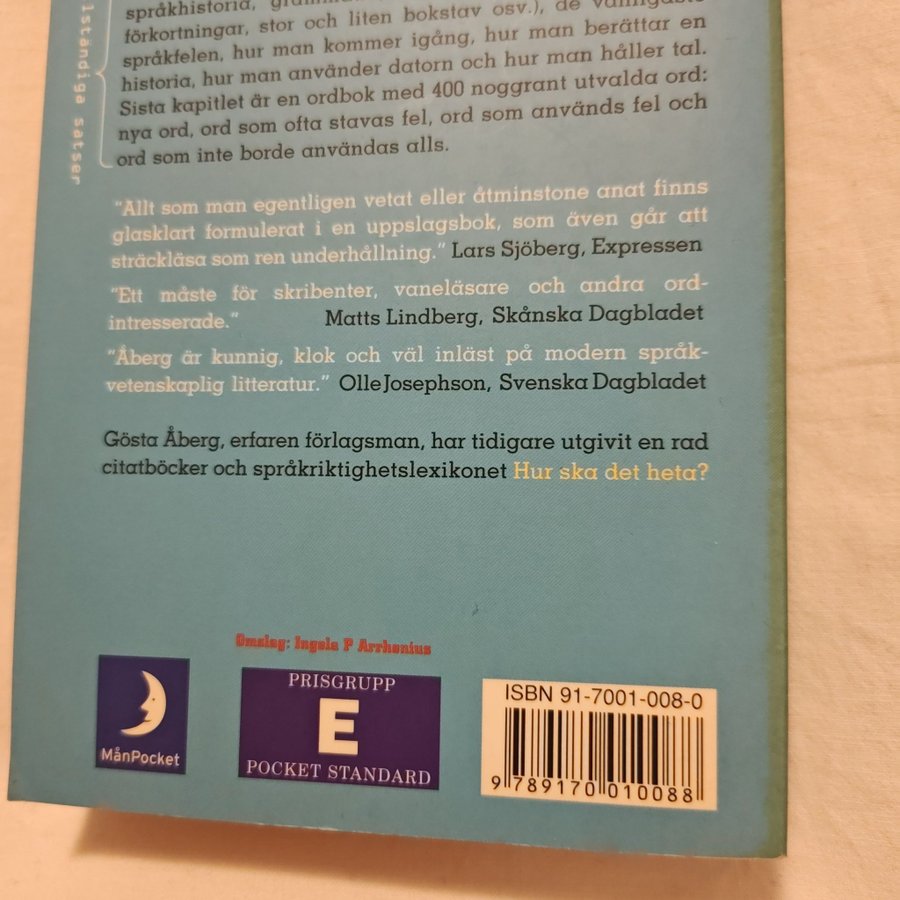 språkhistoria,
förkortningar, stor och liten bokstav osv.), de vanligaste
språkfelen, hur man kommer igång, hur man berättar en
historia, hur man använder datorn och hur man håller tal.
Sista kapitlet är en ordbok med 400 noggrant utvalda ord:
nya ord, ord som ofta stavas fel, ord som används fel och
ord som inte borde användas alls.
satser
"Allt som man egentligen vetat eller åtminstone anat finns
glasklart formulerat i en uppslagsbok, som även går att
sträckläsa som ren underhållning." Lars Sjöberg, Expressen
"Ett måste för skribenter, vaneläsare och andra ord-
intresserade." Matts Lindberg, Skånska Dagbladet
"Åberg är kunnig, klok och väl inläst på modern språk-
vetenskaplig litteratur." Olle Josephson, Svenska Dagbladet
Gösta Åberg, erfaren förlagsman, har tidigare utgivit en rad
citatböcker och språkriktighetslexikonet Hur ska det heta?
Omslag: Ingela P Arrhenius
MånPocket
PRISGRUPP
E
POCKET STANDARD
ISBN 91-7001-008-0
9 789170 010088